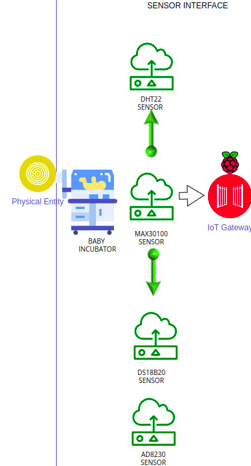 SENSOR INTERFACE
DHT22
SENSOR
Physical Entity
BABY
INCUBATOR
MAX30100
SENSOR
IoT Gateway
DS18B20
SENSOR
AD8230
SENSOR